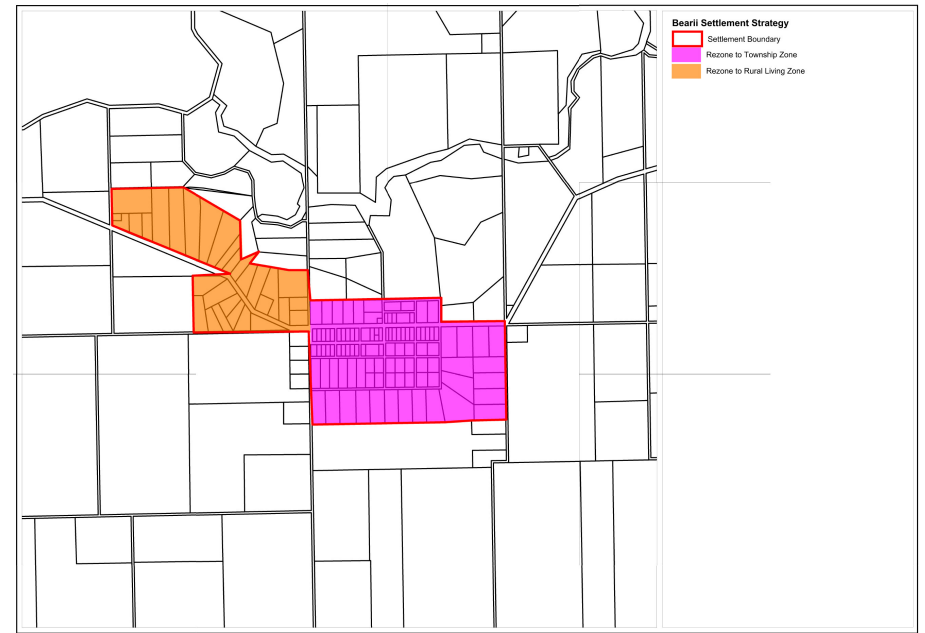 Bearii Settlement Strategy
Settlement Boundary
Rezone to Township Zone
Rezone to Rural Living Zone